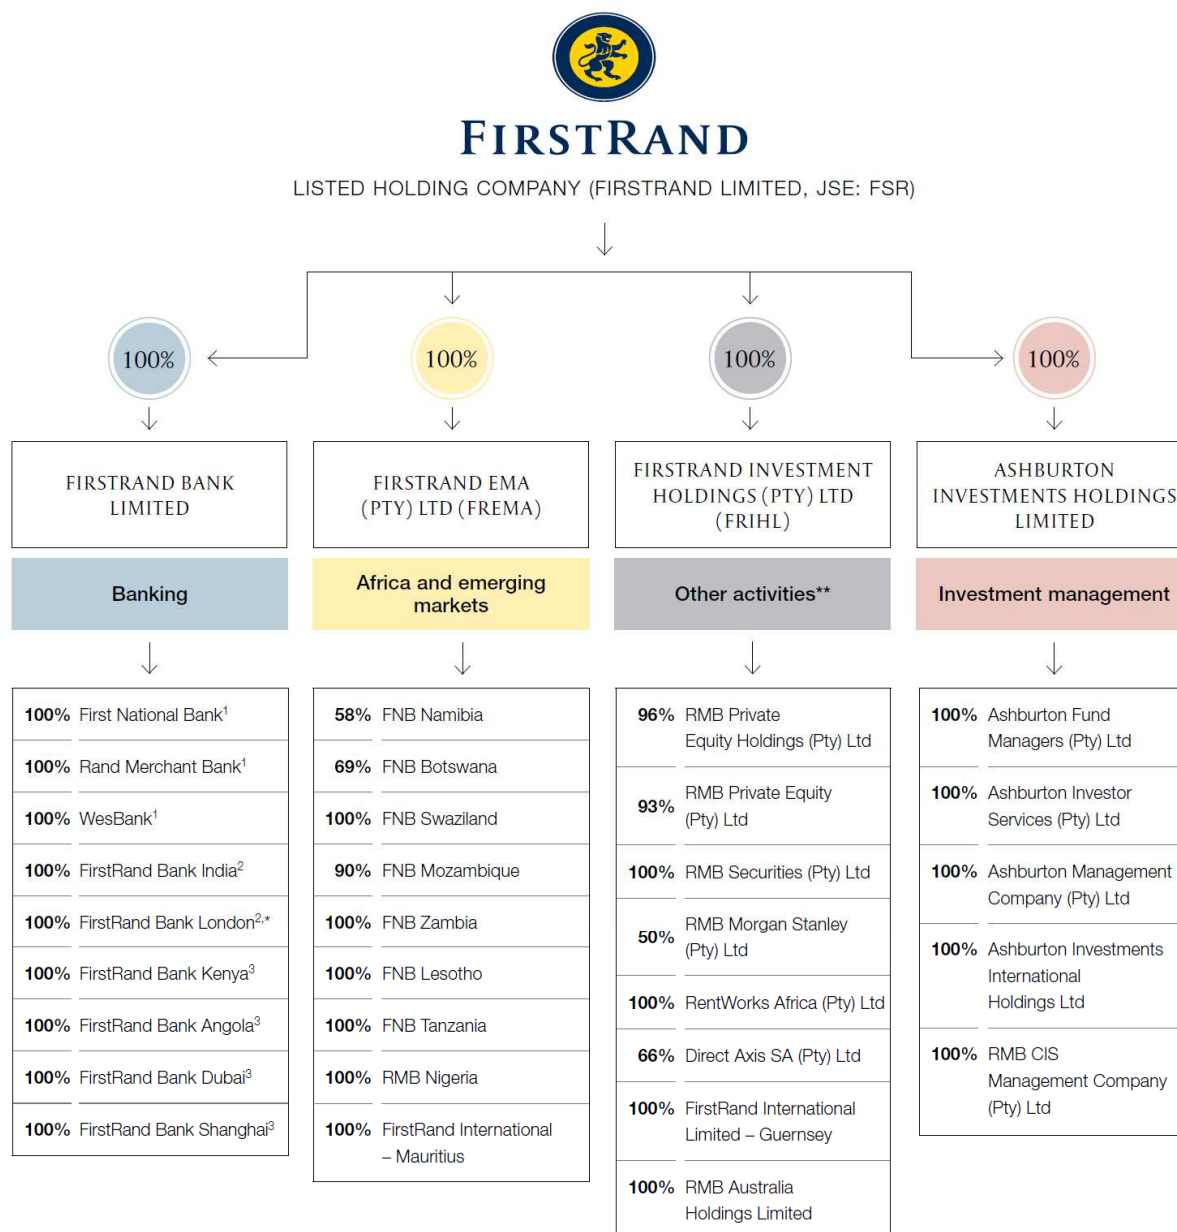 FIRSTRAND
LISTED HOLDING COMPANY (FIRSTRAND LIMITED, JSE: FSR)
100%
100%
100%
100%
FIRSTRAND BANK
LIMITED
FIRSTRAND EMA
(PTY) LTD (FREMA)
FIRSTRAND INVESTMENT
HOLDINGS (PTY) LTD
(FRIHL)
ASHBURTON
INVESTMENTS HOLDINGS
LIMITED
Banking
Africa and emerging
markets
Other activities**
Investment management
100% First National Bank¹
100% Rand Merchant Bank¹
100% WesBank¹
100% FirstRand Bank India²
100% FirstRand Bank London²,*
100% FirstRand Bank Kenya³
100% FirstRand Bank Angola³
100% FirstRand Bank Dubai³
100% FirstRand Bank Shanghai³
58% FNB Namibia
69% FNB Botswana
100% FNB Swaziland
90% FNB Mozambique
100% FNB Zambia
100% FNB Lesotho
100% FNB Tanzania
100% RMB Nigeria
100% FirstRand International
– Mauritius
96% RMB Private
Equity Holdings (Pty) Ltd
93% RMB Private Equity
(Pty) Ltd
100% RMB Securities (Pty) Ltd
50% RMB Morgan Stanley
(Pty) Ltd
100% RentWorks Africa (Pty) Ltd
66% Direct Axis SA (Pty) Ltd
100% FirstRand International
Limited – Guernsey
100% RMB Australia
Holdings Limited
100% Ashburton Fund
Managers (Pty) Ltd
100% Ashburton Investor
Services (Pty) Ltd
100% Ashburton Management
Company (Pty) Ltd
100% Ashburton Investments
International
Holdings Ltd
100% RMB CIS
Management Company
(Pty) Ltd